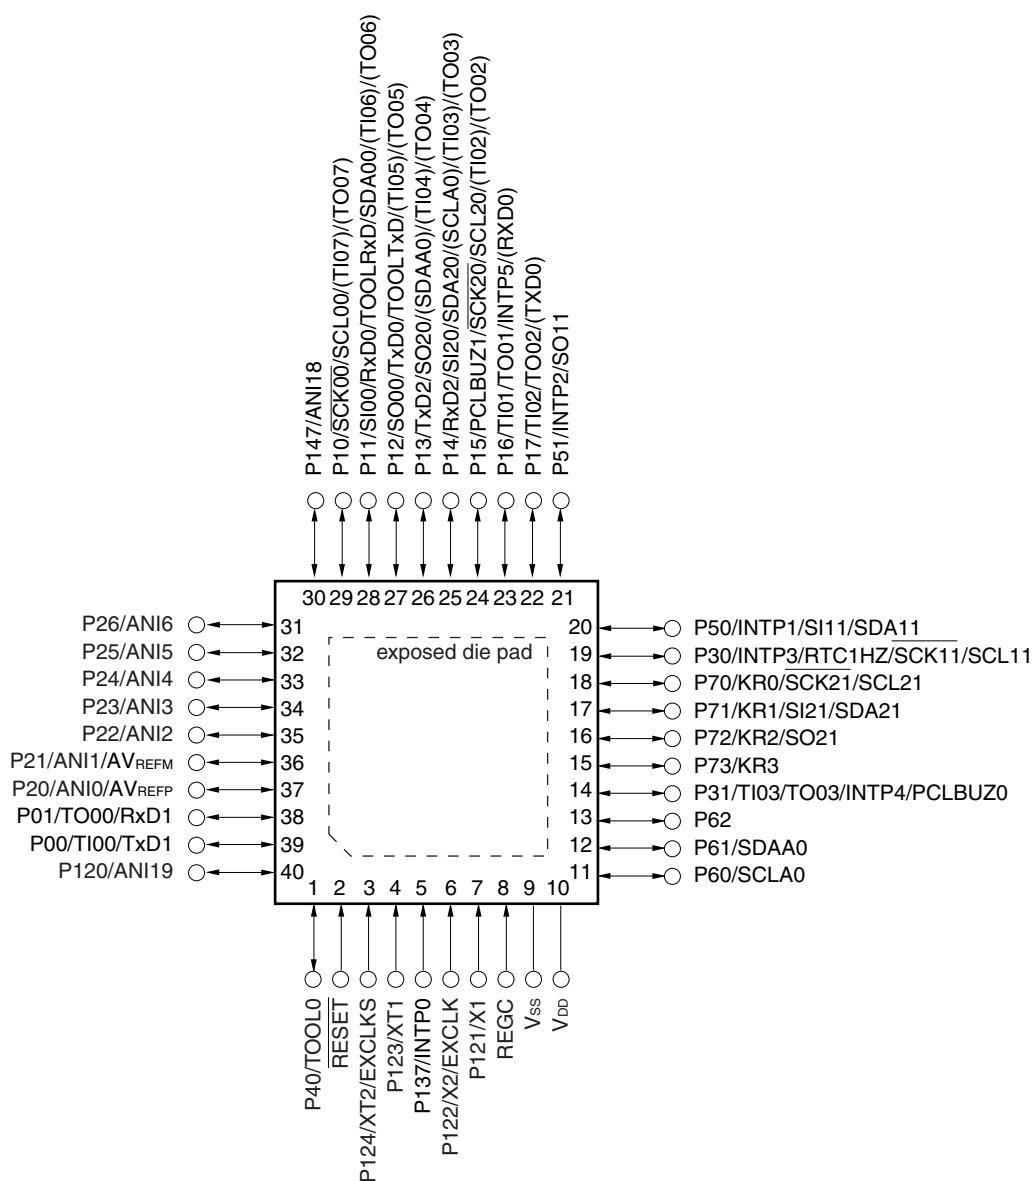 P147/ANI18
P10/SCK00/SCL00/(TI07)/(TO07)
P11/SI00/RxD0/TOOLRxD/SDA00/(TI06)/(TO06)
P12/SO00/TxD0/TOOLTxD/(TI05)/(TO05)
P13/TxD2/SO20/(SDAA0)/(TI04)/(TO04)
P14/RxD2/SI20/SDA20/(SCLA0)/(TI03)/(TO03)
P15/PCLBUZ1/SCK20/SCL20/(TI02)/(TO02)
P16/TI01/TO01/INTP5/(RXD0)
P17/TI02/TO02/(TXD0)
P51/INTP2/SO11
30 29 28 27 26 25 24 23 22 21
P26/ANI6 31
P25/ANI5 32
P24/ANI4 33
P23/ANI3 34
P22/ANI2 35
P21/ANI1/AVREFM 36
P20/ANI0/AVREFP 37
P01/TO00/RxD1 38
P00/TI00/TxD1 39
P120/ANI19 40
exposed die pad
20 P50/INTP1/SI11/SDA11
19 P30/INTP3/RTC1HZ/SCK11/SCL11
18 P70/KR0/SCK21/SCL21
17 P71/KR1/SI21/SDA21
16 P72/KR2/SO21
15 P73/KR3
14 P31/TI03/TO03/INTP4/PCLBUZ0
13 P62
12 P61/SDAA0
11 P60/SCLA0
1 2 3 4 5 6 7 8 9 10
P40/TOOL0
RESET
P124/XT2/EXCLKS
P123/XT1
P137/INTP0
P122/X2/EXCLK
P121/X1
REGC
VSS
VDD